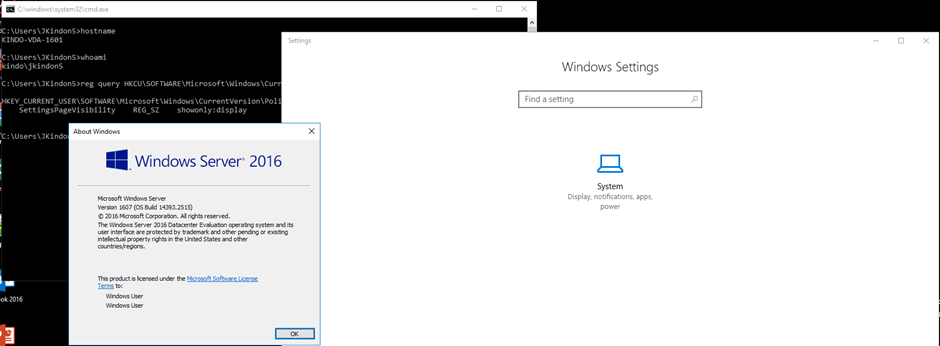 C:\windows\system32\cmd.exe
C:\Users\JKindon5>hostname
KINDO-VDA-1601
C:\Users\JKindon5>whoami
kindo\jkindon5
C:\Users\JKindon5>reg query HKCU\SOFTWARE\Microsoft\Windows\Curr
HKEY_CURRENT_USER\SOFTWARE\Microsoft\Windows\CurrentVersion\Poli
SettingsPageVisibility REG_SZ showonly:display
C:\Users\JKindon
About Windows
Windows Server® 2016
Microsoft Windows Server
Version 1607 (OS Build 14393.2515)
© 2016 Microsoft Corporation. All rights reserved.
The Windows Server 2016 Datacenter Evaluation operating system and its
user interface are protected by trademark and other pending or existing
intellectual property rights in the United States and other
countries/regions.
This product is licensed under the Microsoft Software License
Terms to:
Windows User
Windows User
OK
ook 2016
Settings
Windows Settings
Find a setting
System
Display, notifications, apps,
power